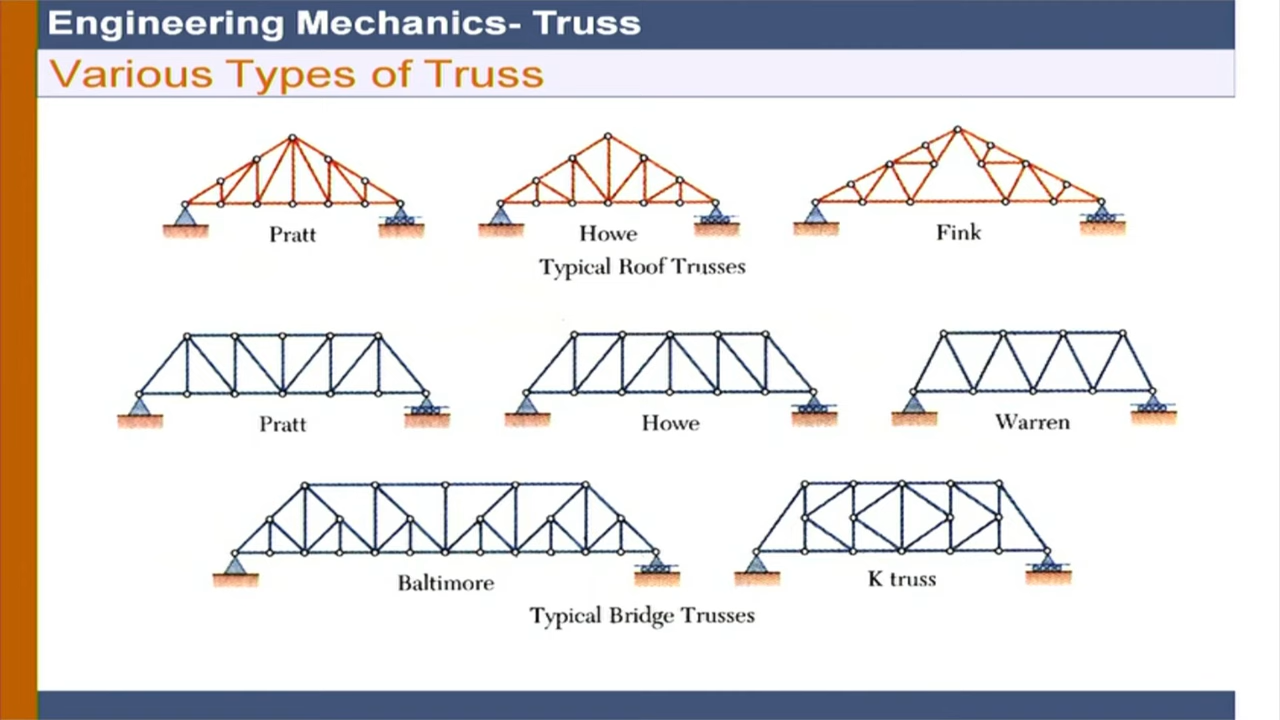 Engineering Mechanics- Truss
Various Types of Truss
Pratt
Howe
Fink
Typical Roof Trusses
Pratt
Howe
Warren
Baltimore
K truss
Typical Bridge Trusses